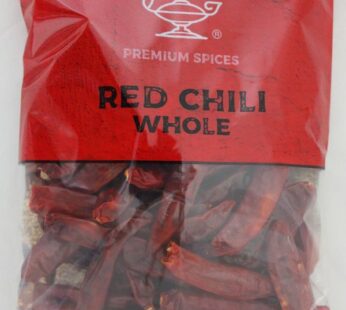 ®
PREMIUM SPICES
RED CHILI
WHOLE